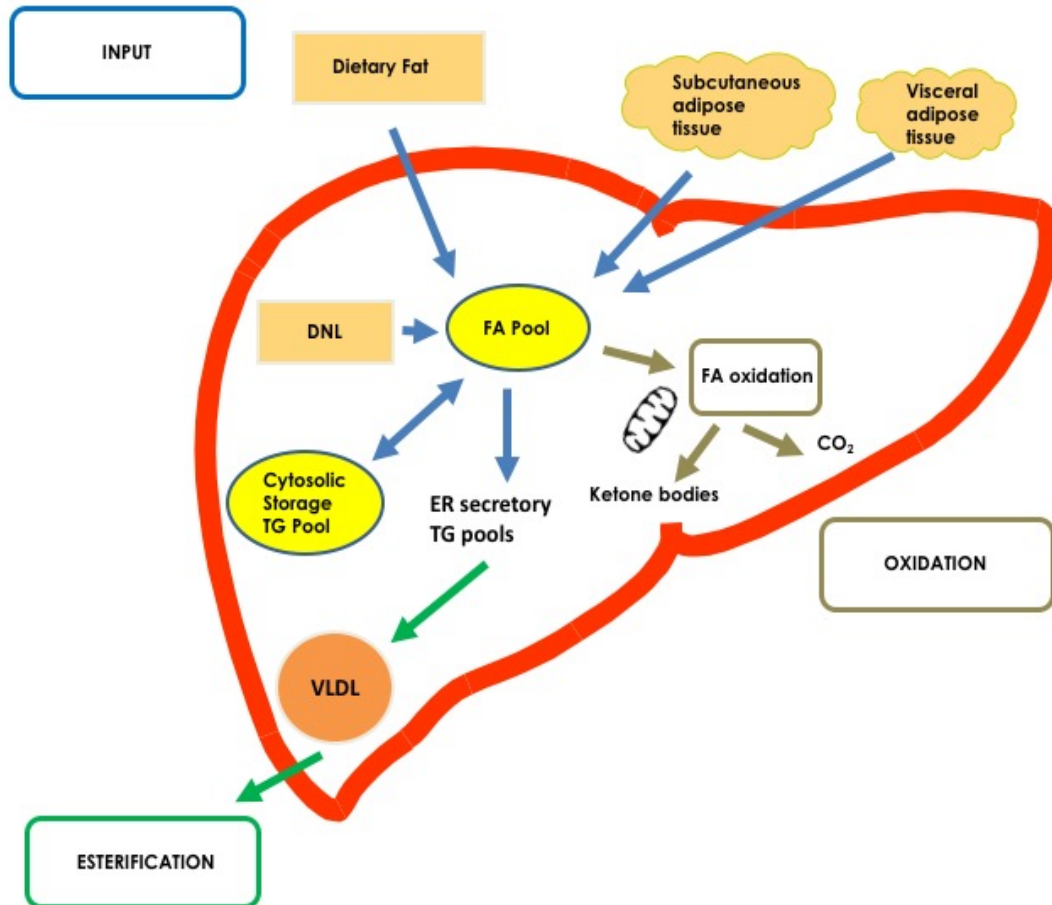 INPUT
Dietary Fat
Subcutaneous
adipose
tissue
Visceral
adipose
tissue
DNL
FA Pool
FA oxidation
CO₂
Cytosolic
Storage
TG Pool
ER secretory
TG pools
Ketone bodies
OXIDATION
VLDL
ESTERIFICATION